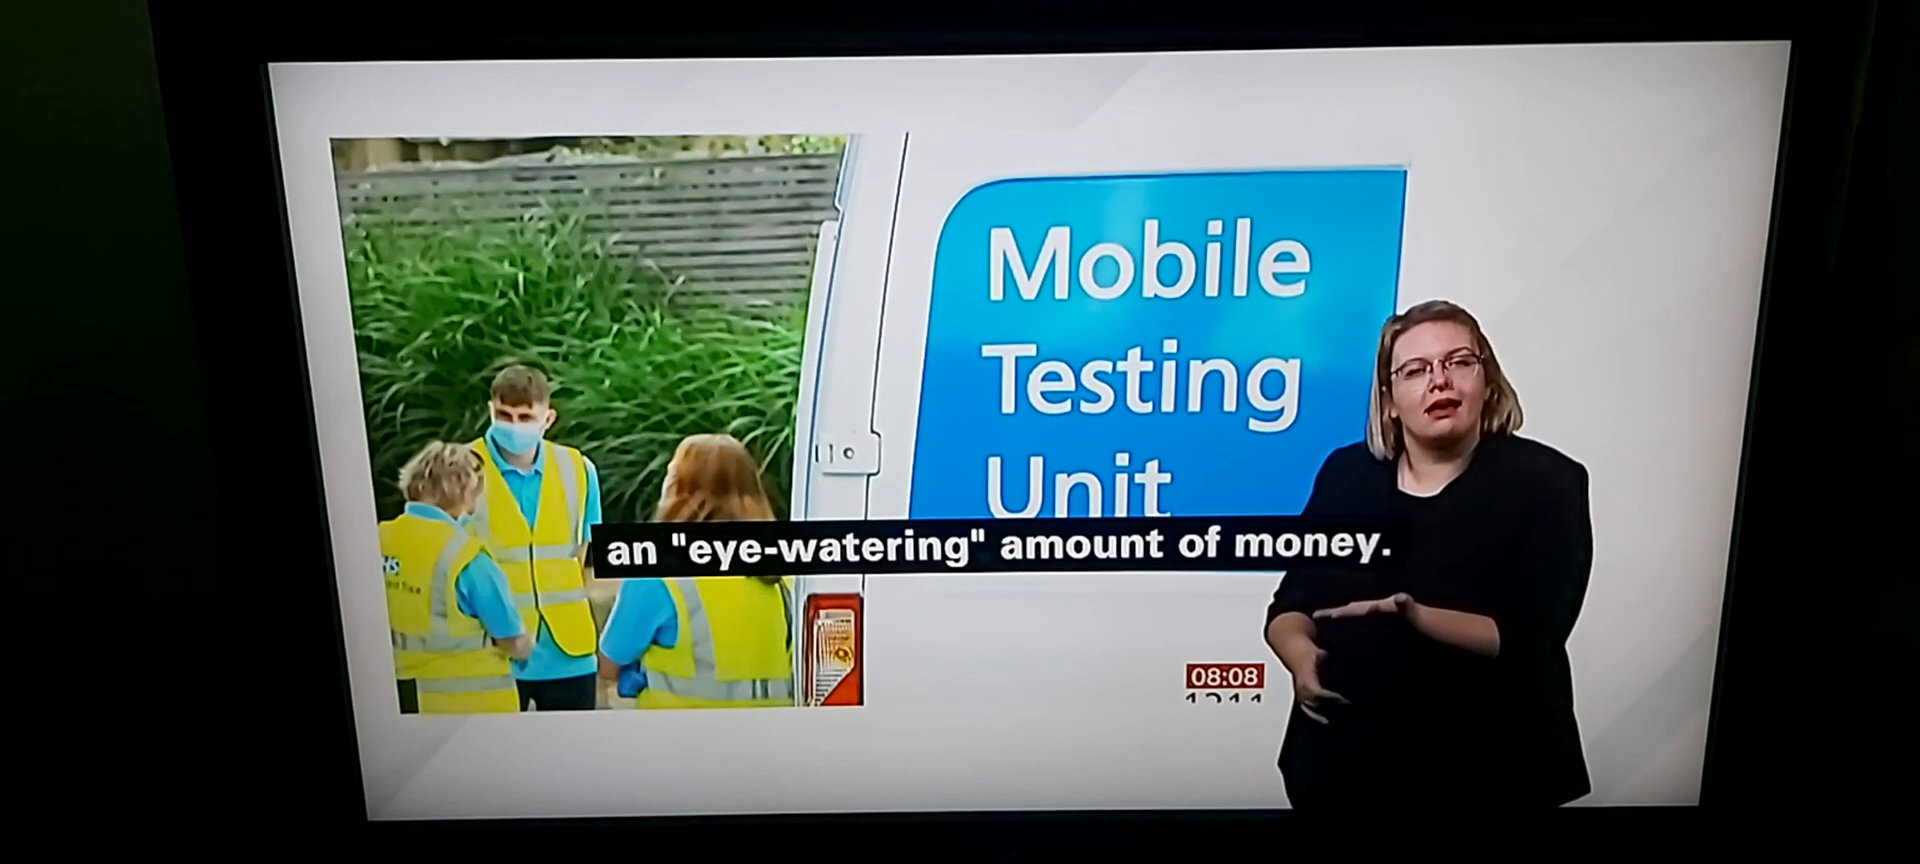 Mobile
Testing
Unit
an "eye-watering" amount of money.
08:08